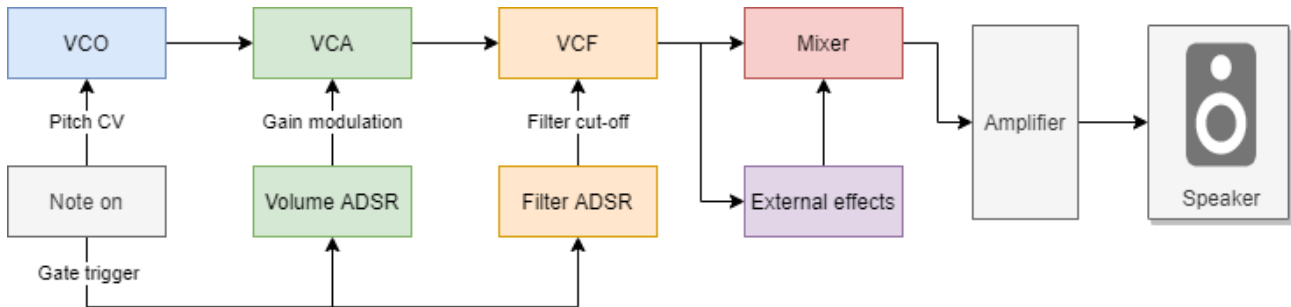 VCO
VCA
VCF
Mixer
Pitch CV
Gain modulation
Filter cut-off
Amplifier
Note on
Volume ADSR
Filter ADSR
External effects
Speaker
Gate trigger